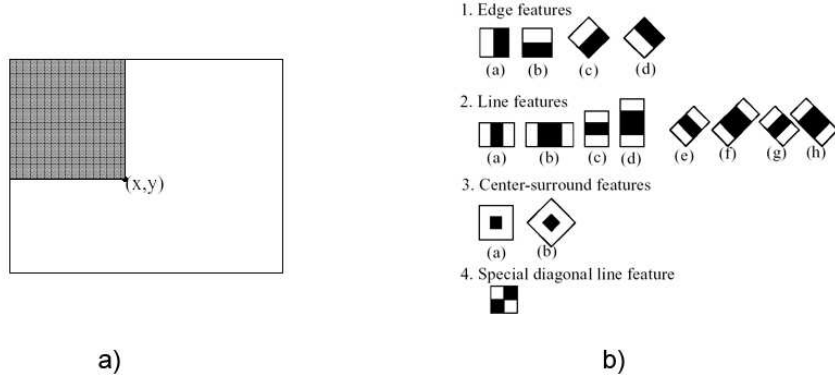 (x,y)
a)
1. Edge features
(a) (b) (c) (d)
2. Line features
(a) (b) (c) (d) (e) (f) (g) (h)
3. Center-surround features
(a) (b)
4. Special diagonal line feature
b)